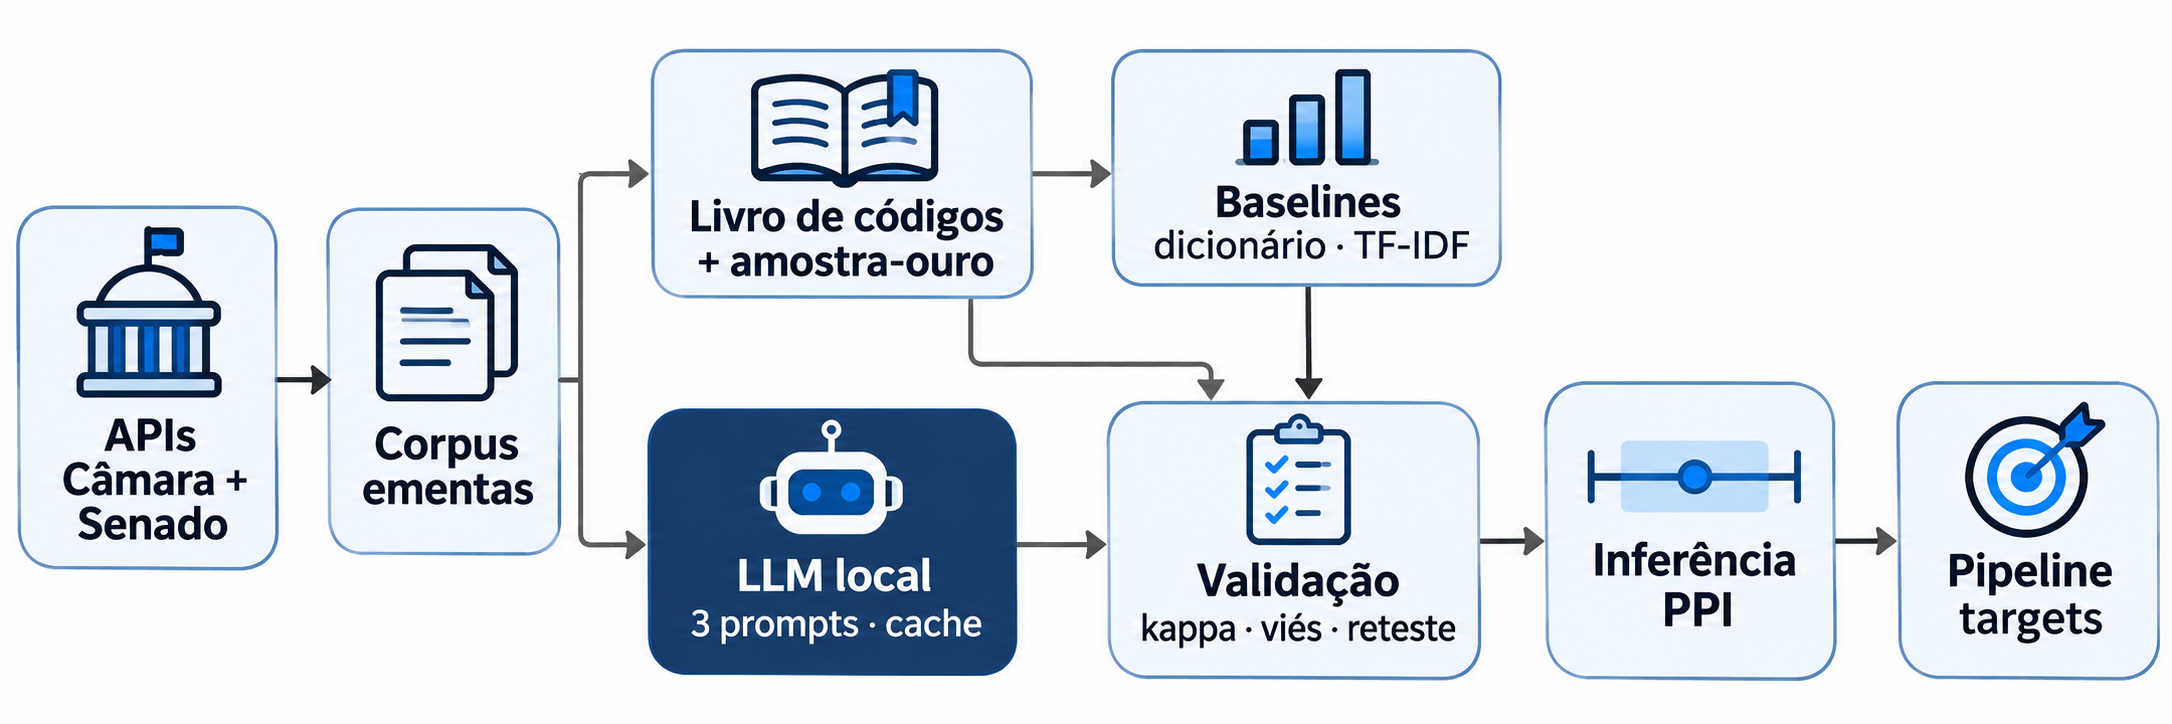 APIs
Câmara +
Senado
Corpus
ementas
Livro de códigos
+ amostra-ouro
Baselines
dicionário · TF-IDF
LLM local
3 prompts · cache
Validação
kappa · viés · reteste
Inferência
PPI
Pipeline
targets